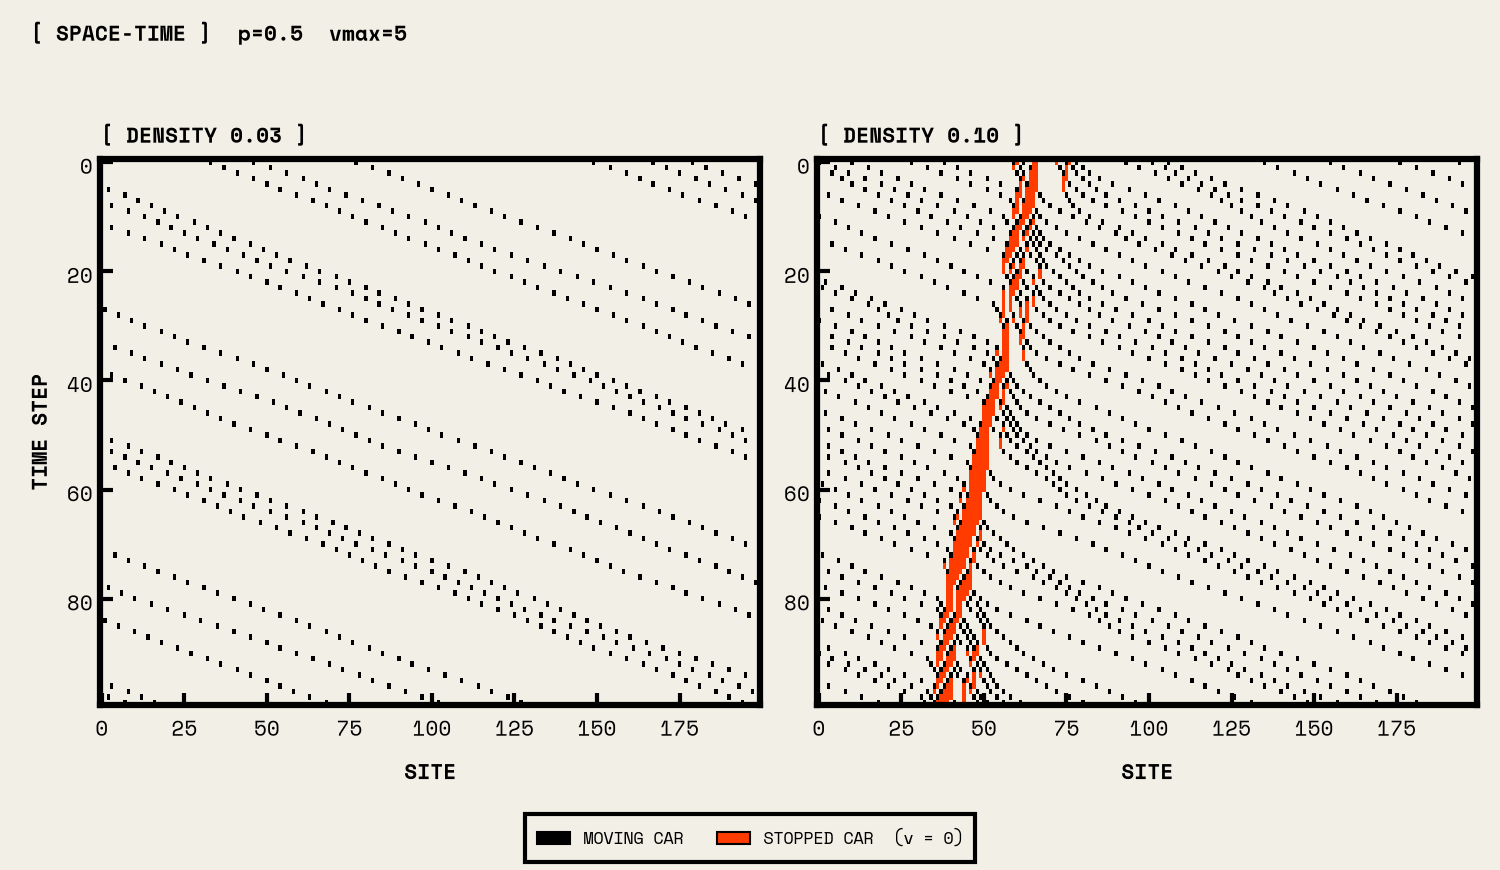 [ SPACE-TIME ]  p=0.5  vmax=5
[ DENSITY 0.03 ]
[ DENSITY 0.10 ]
TIME STEP
0
20
40
60
80
0
20
40
60
80
0 25 50 75 100 125 150 175
0 25 50 75 100 125 150 175
SITE
SITE
MOVING CAR
STOPPED CAR  (v = 0)